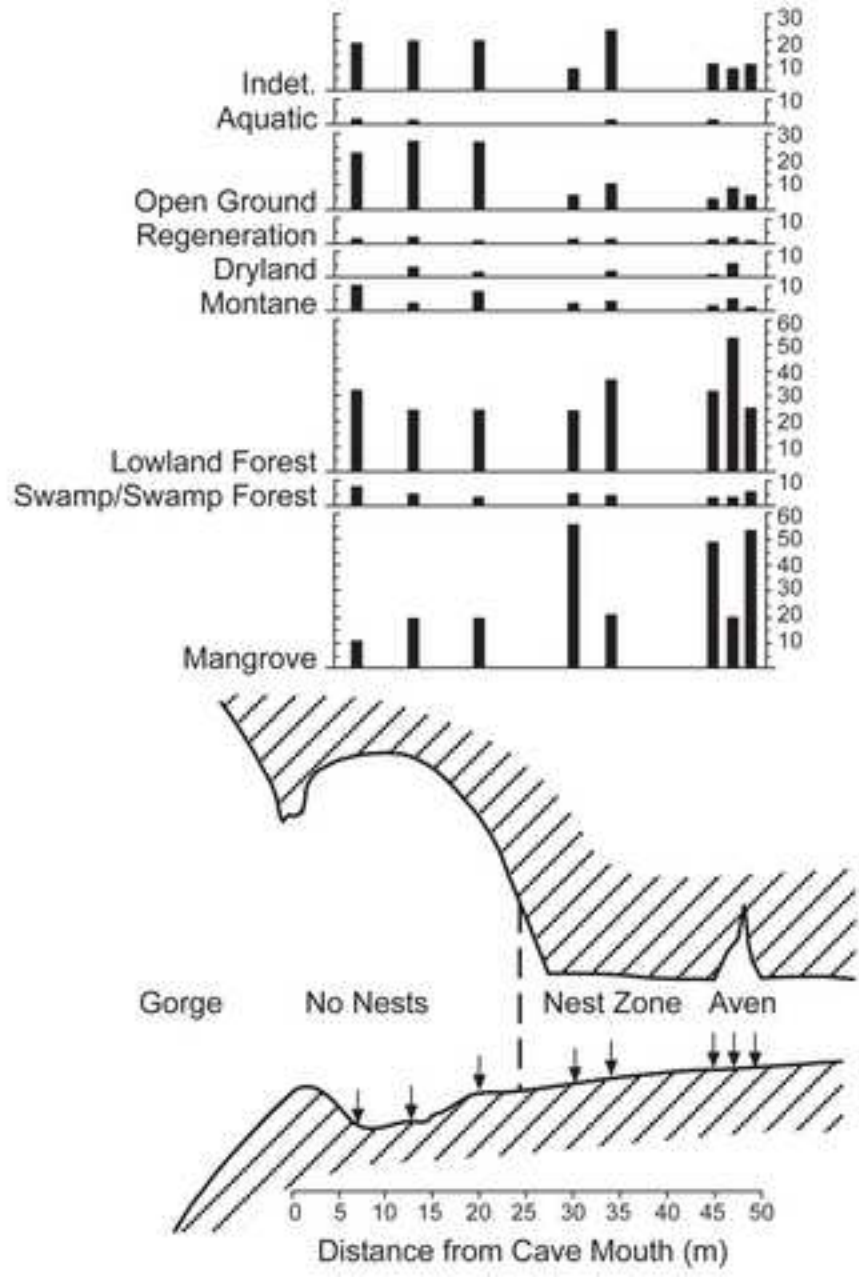 30
20
10
Indet.
10
Aquatic
30
20
10
Open Ground
10
Regeneration
10
Dryland
10
Montane
60
50
40
30
20
10
Lowland Forest
10
Swamp/Swamp Forest
60
50
40
30
20
10
Mangrove
Gorge No Nests Nest Zone Aven
0 5 10 15 20 25 30 35 40 45 50
Distance from Cave Mouth (m)